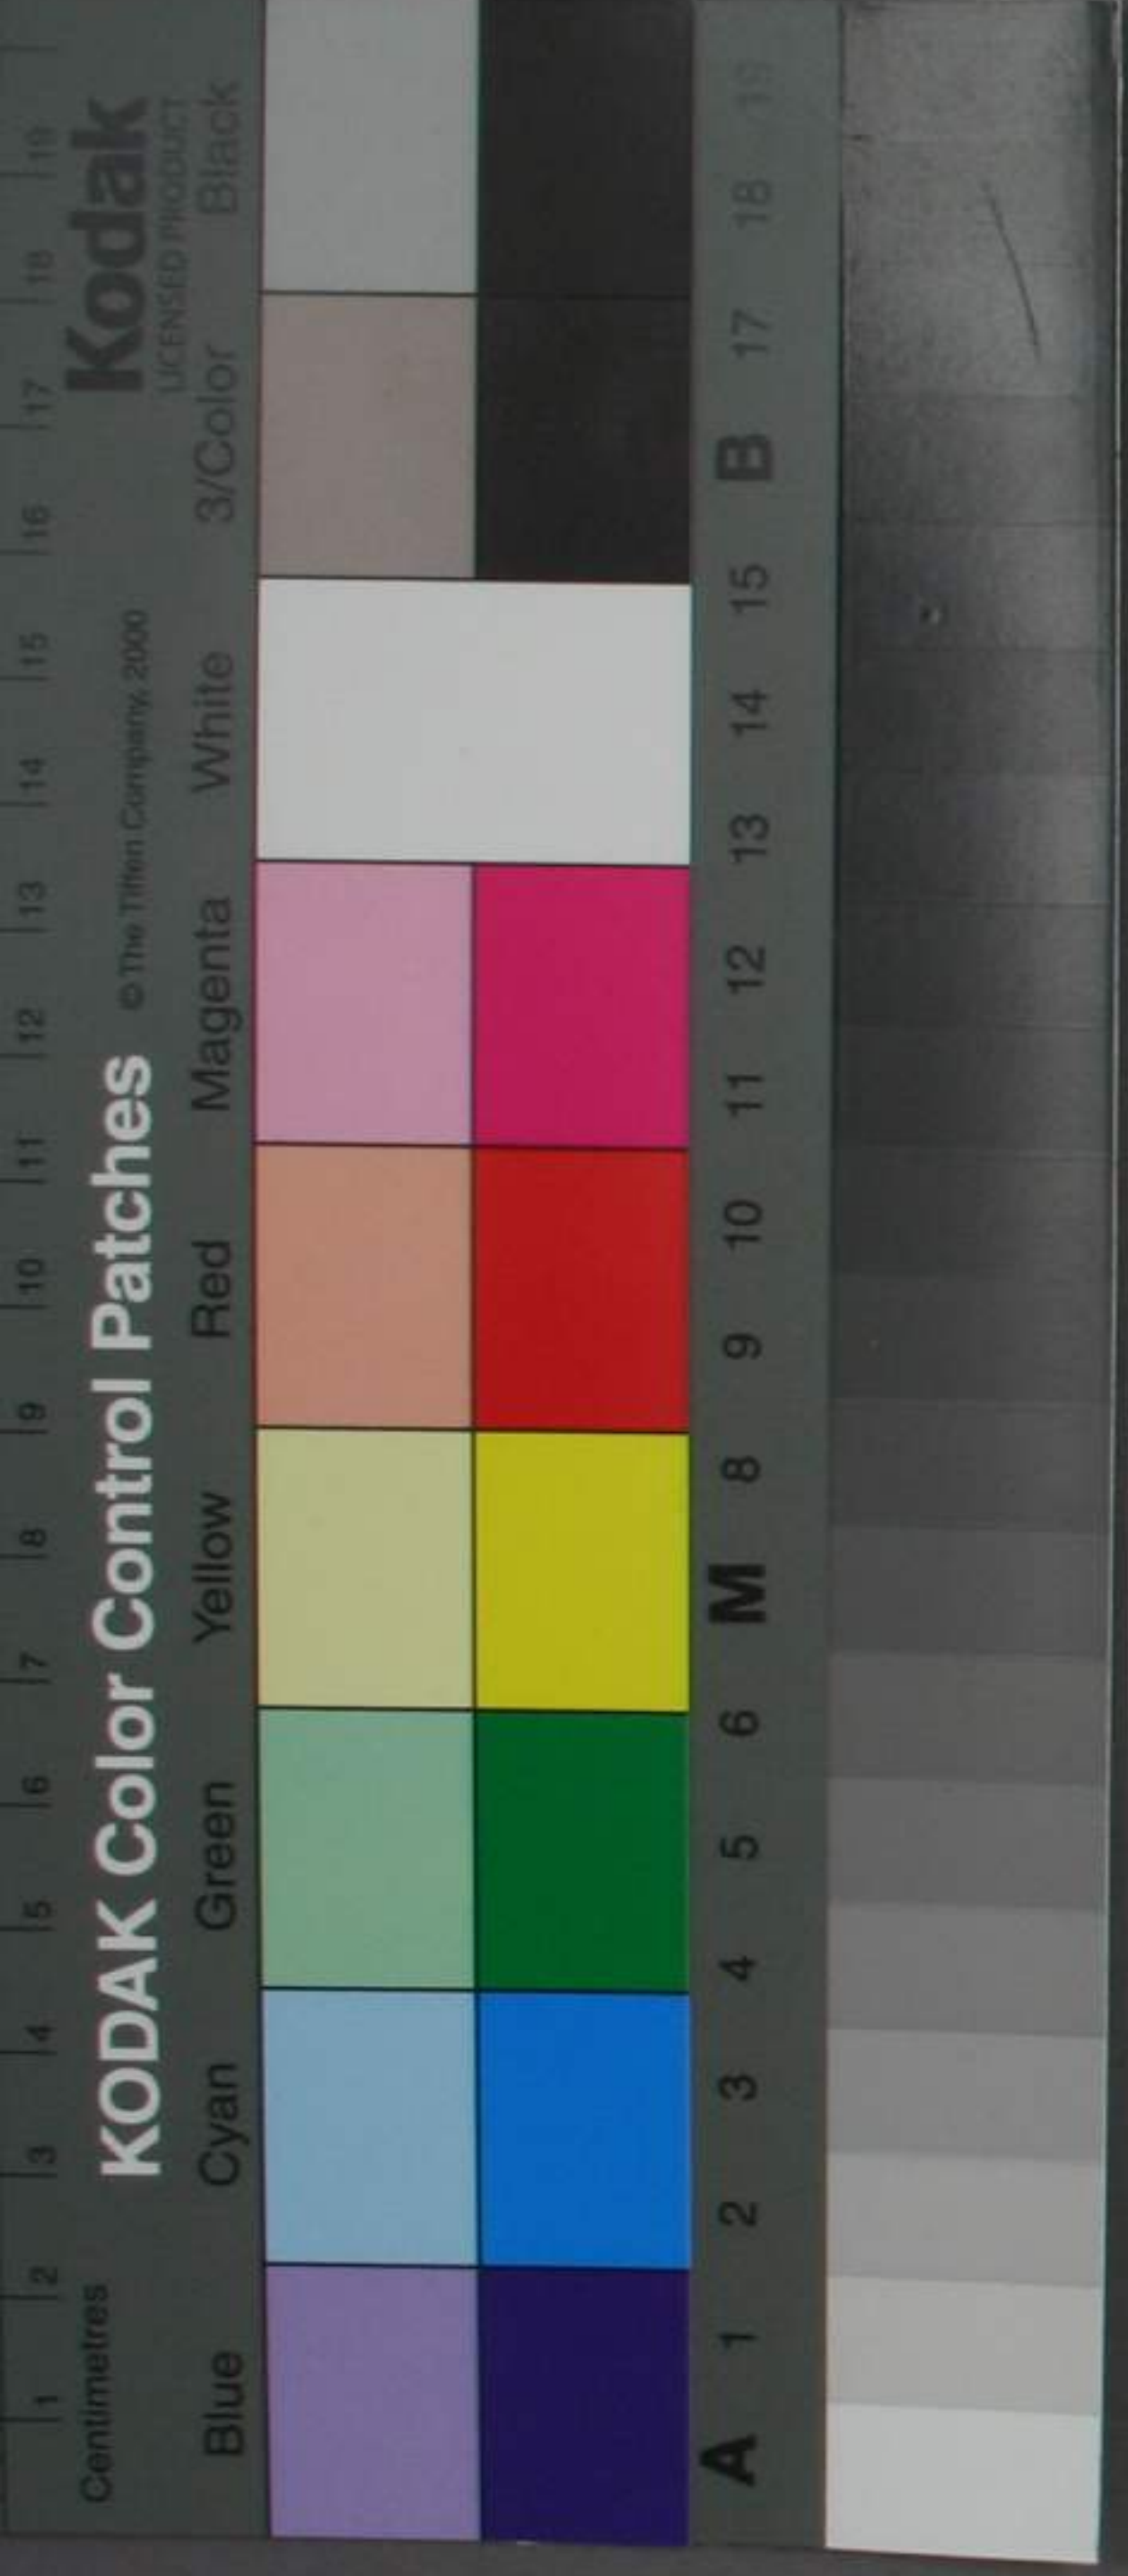 1 2 3 4 5 6 7 8 9 10 11 12 13 14 15 16 17 18 19
Centimetres
KODAK Color Control Patches © The Tiffen Company, 2000 Kodak
LICENSED PRODUCT
Blue Cyan Green Yellow Red Magenta White 3/Color Black
A 1 2 3 4 5 6 M 8 9 10 11 12 13 14 15 B 17 18 19